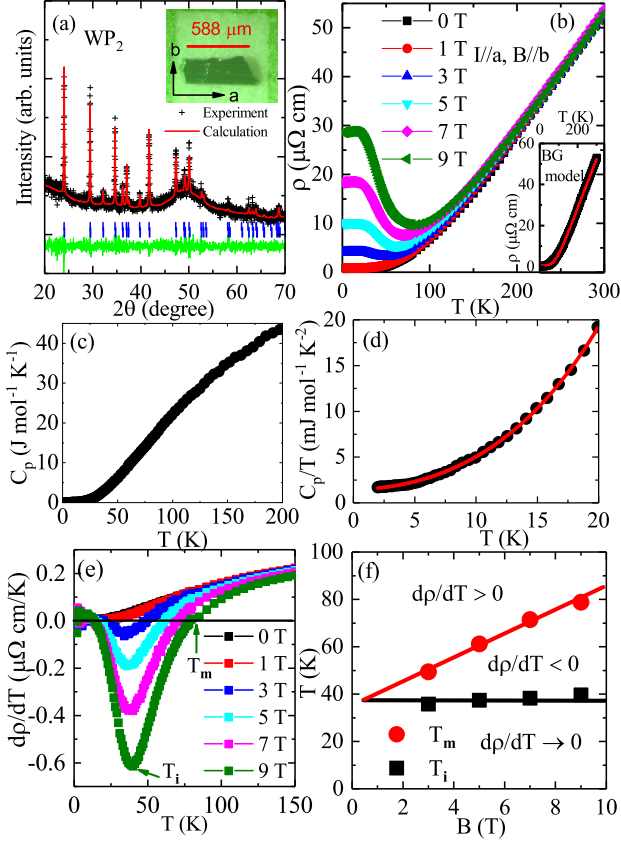 (a) WP2
588 μm
b
a
Experiment
Calculation
Intensity (arb. units)
20 30 40 50 60 70
2θ (degree)
(b)
0 T
1 T
3 T
5 T
7 T
9 T
I//a, B//b
ρ (μΩ cm)
50
40
30
20
10
0
0 100 200 300
T (K)
T (K)
0 200
60
40
20
0
ρ (μΩ cm)
BG
model
(c)
Cp (J mol⁻¹ K⁻¹)
40
30
20
10
0
0 50 100 150 200
T (K)
(d)
Cp/T (mJ mol⁻¹ K⁻²)
20
15
10
5
0
0 5 10 15 20
T (K)
(e)
dρ/dT (μΩ cm/K)
0.2
0.0
-0.2
-0.4
-0.6
Tm
Ti
0 T
1 T
3 T
5 T
7 T
9 T
0 50 100 150
T (K)
(f)
T (K)
100
80
60
40
20
0
dρ/dT > 0
dρ/dT < 0
dρ/dT → 0
Tm
Ti
0 2 4 6 8 10
B (T)